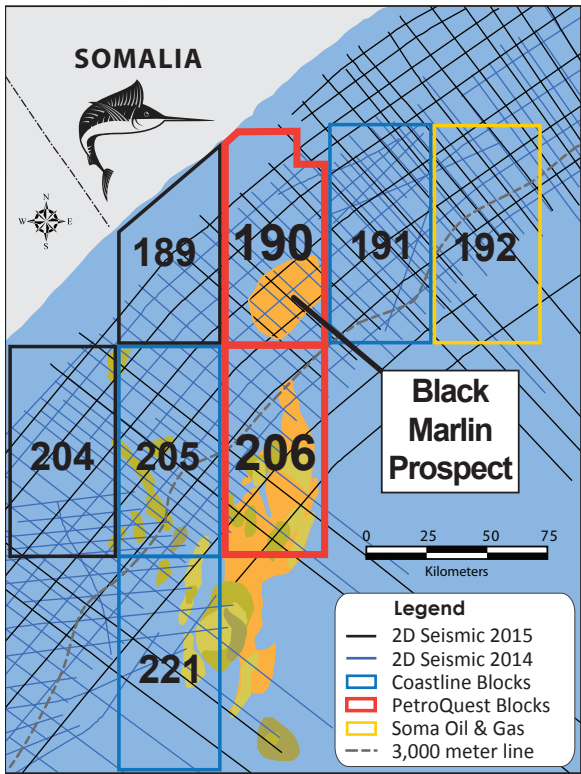 SOMALIA
N
W
E
S
189
190
191
192
Black
Marlin
Prospect
204
205
206
0
25
50
75
Kilometers
221
Legend
2D Seismic 2015
2D Seismic 2014
Coastline Blocks
PetroQuest Blocks
Soma Oil & Gas
3,000 meter line